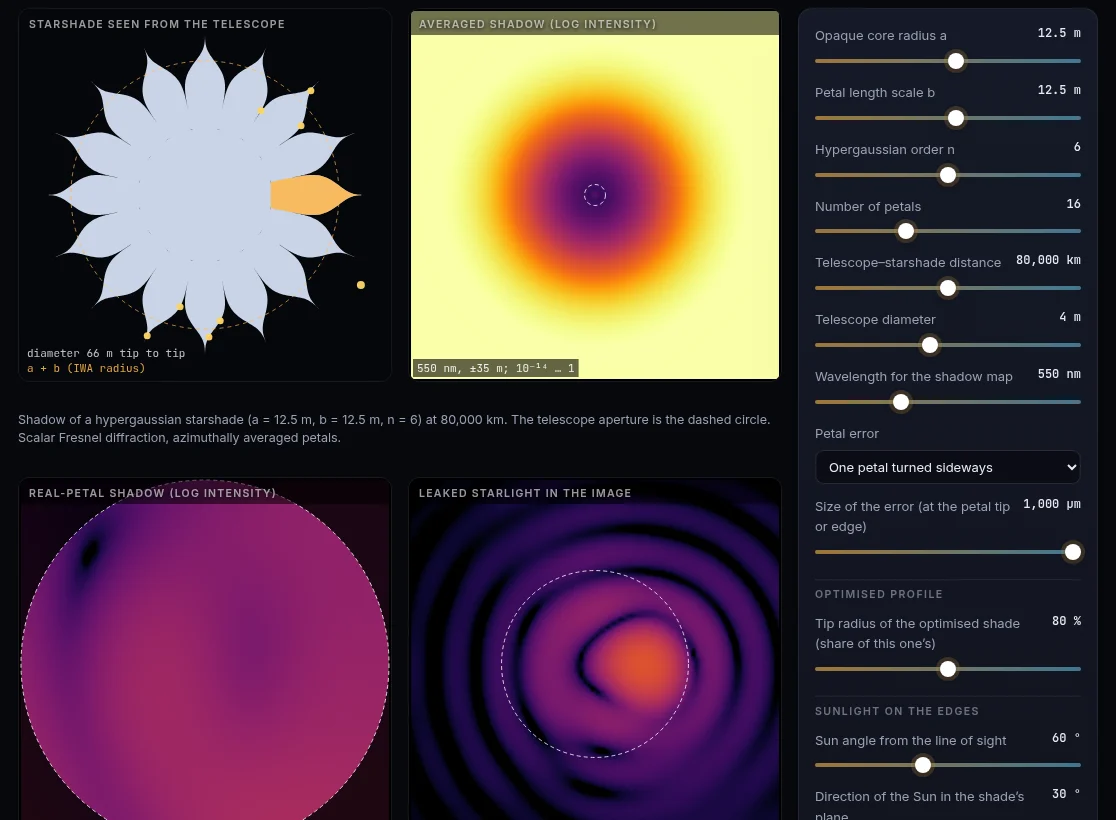 STARSHADE SEEN FROM THE TELESCOPE
diameter 66 m tip to tip
a + b (IWA radius)
AVERAGED SHADOW (LOG INTENSITY)
550 nm, ±35 m; 10⁻¹⁴ … 1
Shadow of a hypergaussian starshade (a = 12.5 m, b = 12.5 m, n = 6) at 80,000 km. The telescope aperture is the dashed circle.
Scalar Fresnel diffraction, azimuthally averaged petals.
REAL-PETAL SHADOW (LOG INTENSITY)
LEAKED STARLIGHT IN THE IMAGE
Opaque core radius a 12.5 m
Petal length scale b 12.5 m
Hypergaussian order n 6
Number of petals 16
Telescope–starshade distance 80,000 km
Telescope diameter 4 m
Wavelength for the shadow map 550 nm
Petal error
One petal turned sideways
Size of the error (at the petal tip 1,000 µm
or edge)
OPTIMISED PROFILE
Tip radius of the optimised shade 80 %
(share of this one’s)
SUNLIGHT ON THE EDGES
Sun angle from the line of sight 60 °
Direction of the Sun in the shade’s 30 °
plane